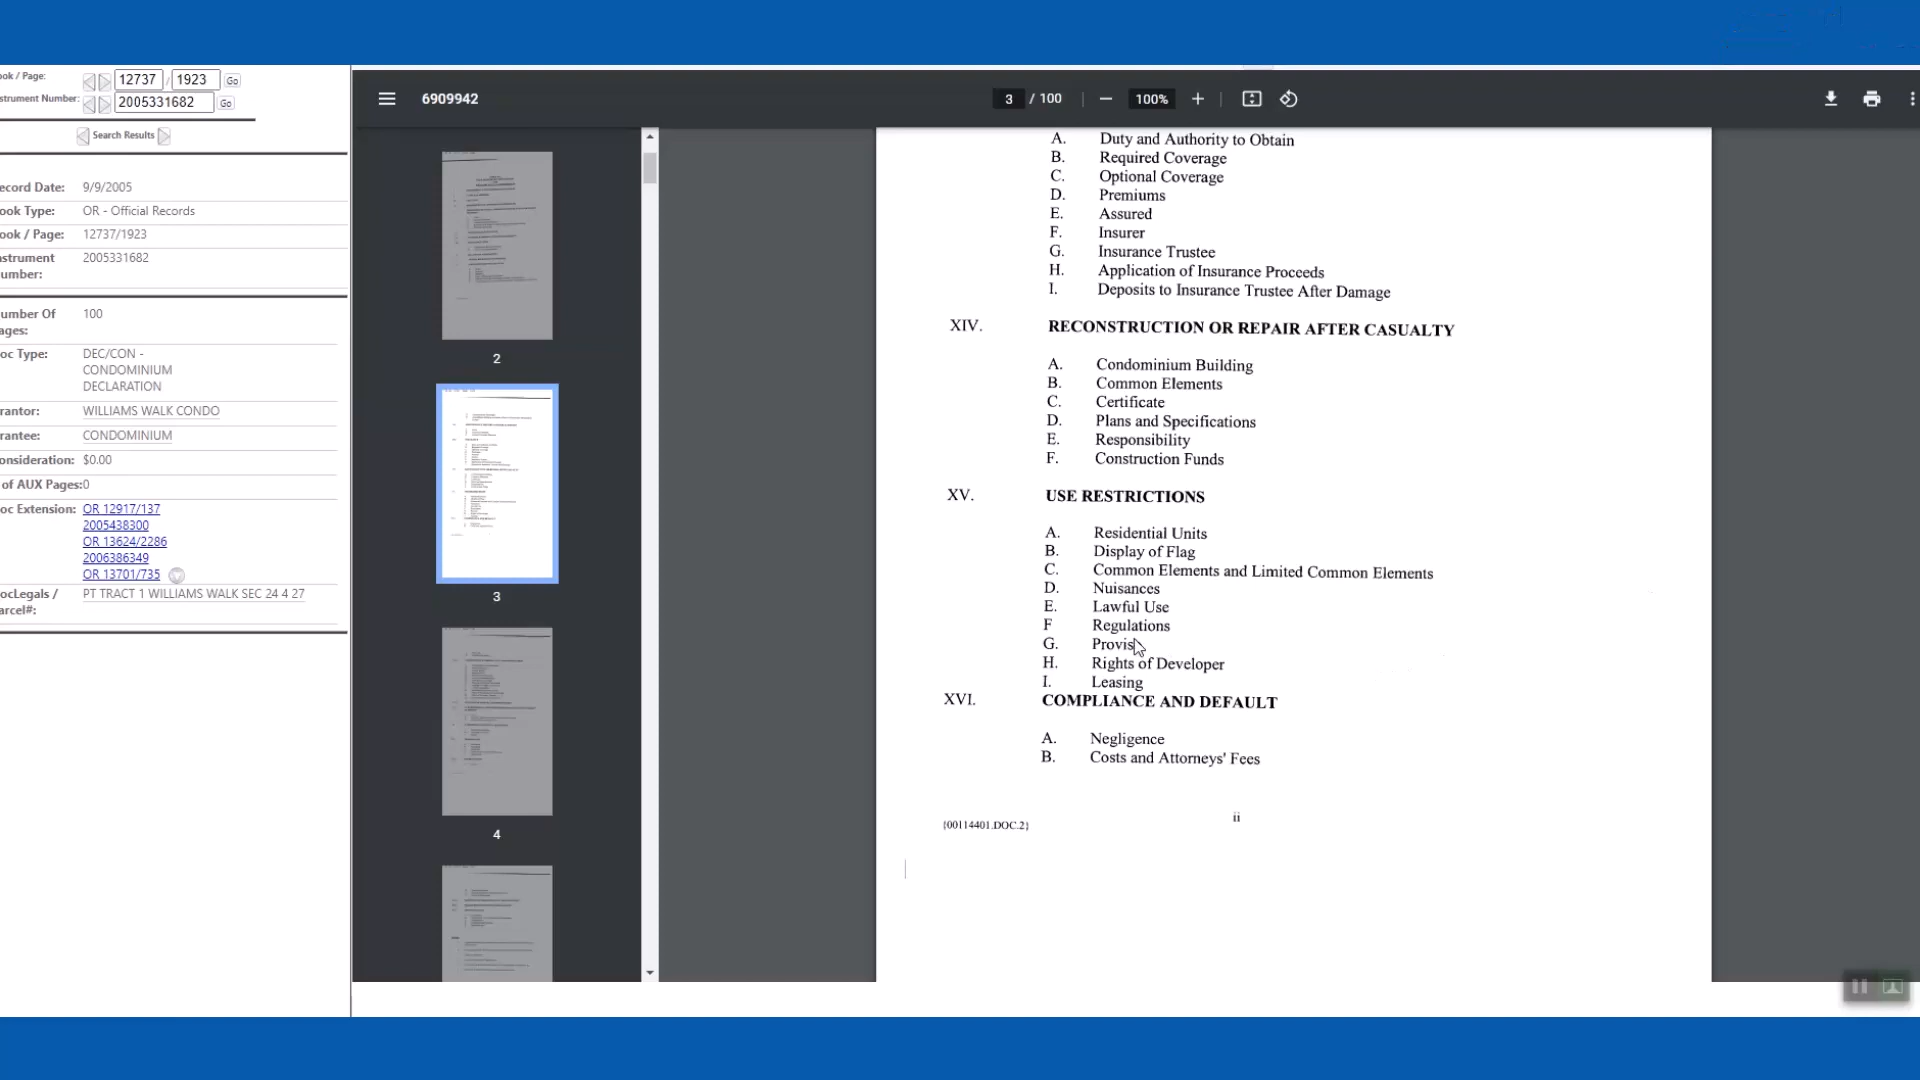 ook / Page: 12737 / 1923 Go
strument Number: 2005331682 Go
Search Results
ecord Date: 9/9/2005
ook Type: OR - Official Records
ook / Page: 12737/1923
nstrument 2005331682
umber:
umber Of 100
ages:
oc Type: DEC/CON -
CONDOMINIUM
DECLARATION
rantor: WILLIAMS WALK CONDO
rantee: CONDOMINIUM
onsideration: $0.00
of AUX Pages:0
oc Extension: OR 12917/137
2005438300
OR 13624/2286
2006386349
OR 13701/735
ocLegals / PT TRACT 1 WILLIAMS WALK SEC 24 4 27
arcel#:
6909942
3 / 100
100%
2
3
4
A. Duty and Authority to Obtain
B. Required Coverage
C. Optional Coverage
D. Premiums
E. Assured
F. Insurer
G. Insurance Trustee
H. Application of Insurance Proceeds
I. Deposits to Insurance Trustee After Damage
XIV. RECONSTRUCTION OR REPAIR AFTER CASUALTY
A. Condominium Building
B. Common Elements
C. Certificate
D. Plans and Specifications
E. Responsibility
F. Construction Funds
XV. USE RESTRICTIONS
A. Residential Units
B. Display of Flag
C. Common Elements and Limited Common Elements
D. Nuisances
E. Lawful Use
F Regulations
G. Provis
H. Rights of Developer
I. Leasing
XVI. COMPLIANCE AND DEFAULT
A. Negligence
B. Costs and Attorneys' Fees
ii
{00114401.DOC.2}